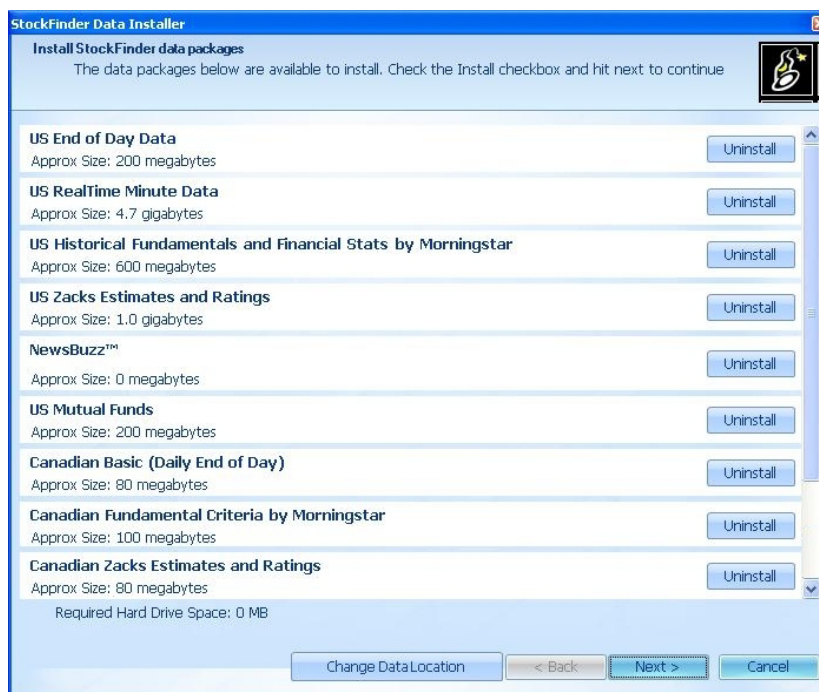 StockFinder Data Installer
Install StockFinder data packages
The data packages below are available to install. Check the Install checkbox and hit next to continue
US End of Day Data
Approx Size: 200 megabytes
Uninstall
US RealTime Minute Data
Approx Size: 4.7 gigabytes
Uninstall
US Historical Fundamentals and Financial Stats by Morningstar
Approx Size: 600 megabytes
Uninstall
US Zacks Estimates and Ratings
Approx Size: 1.0 gigabytes
Uninstall
NewsBuzz™
Approx Size: 0 megabytes
Uninstall
US Mutual Funds
Approx Size: 200 megabytes
Uninstall
Canadian Basic (Daily End of Day)
Approx Size: 80 megabytes
Uninstall
Canadian Fundamental Criteria by Morningstar
Approx Size: 100 megabytes
Uninstall
Canadian Zacks Estimates and Ratings
Approx Size: 80 megabytes
Uninstall
Required Hard Drive Space: 0 MB
Change Data Location
< Back
Next >
Cancel